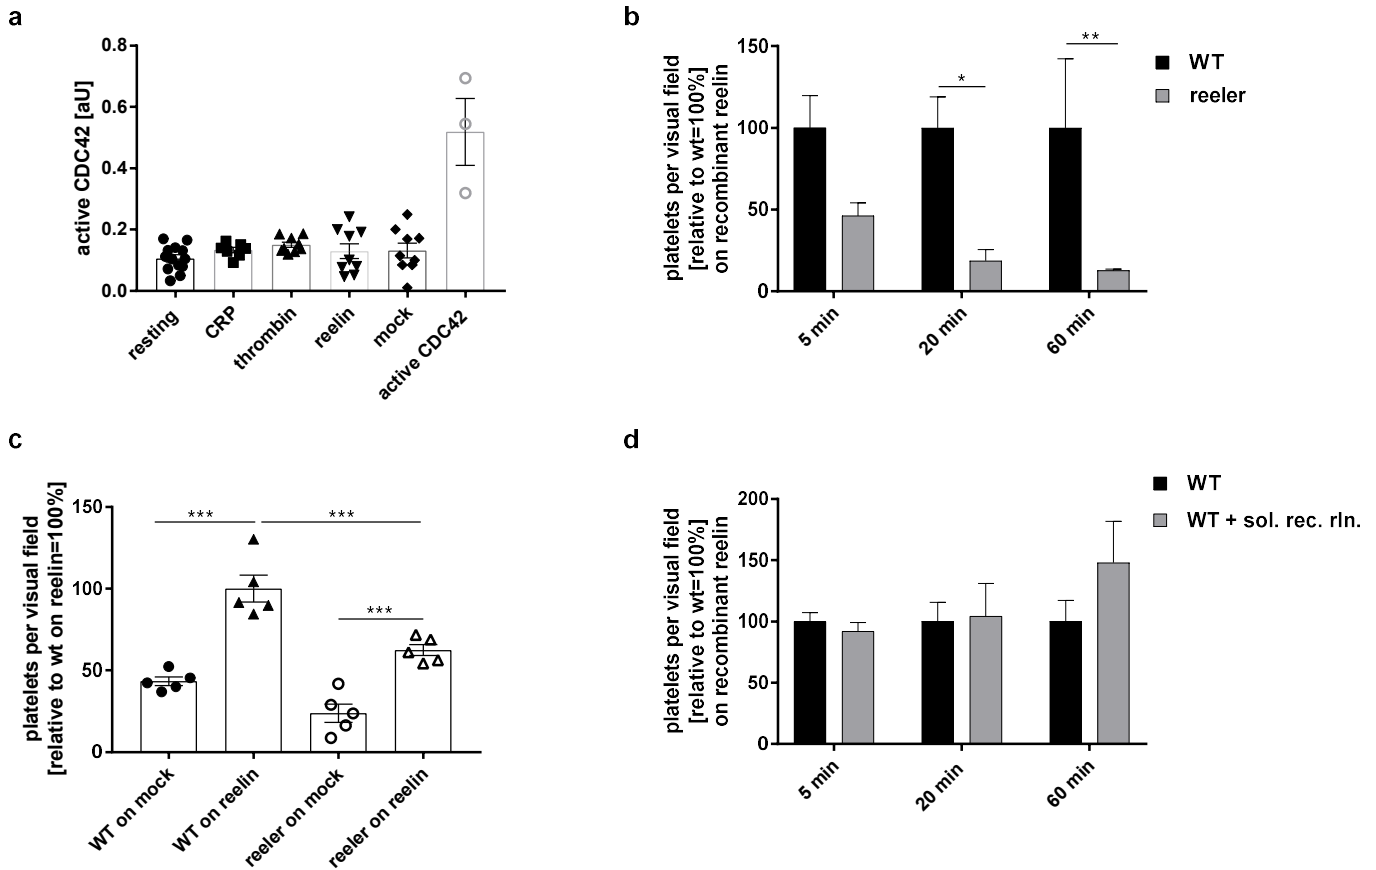 a
active CDC42 [aU]
0.8
0.6
0.4
0.2
0.0
resting
CRP
thrombin
reelin
mock
active CDC42
b
platelets per visual field
[relative to wt=100%]
on recombinant reelin
150
100
50
0
*
**
5 min
20 min
60 min
WT
reeler
c
platelets per visual field
[relative to wt on reelin=100%]
150
100
50
0
***
***
***
WT on mock
WT on reelin
reeler on mock
reeler on reelin
d
platelets per visual field
[relative to wt=100%]
on recombinant reelin
200
150
100
50
0
5 min
20 min
60 min
WT
WT + sol. rec. rln.